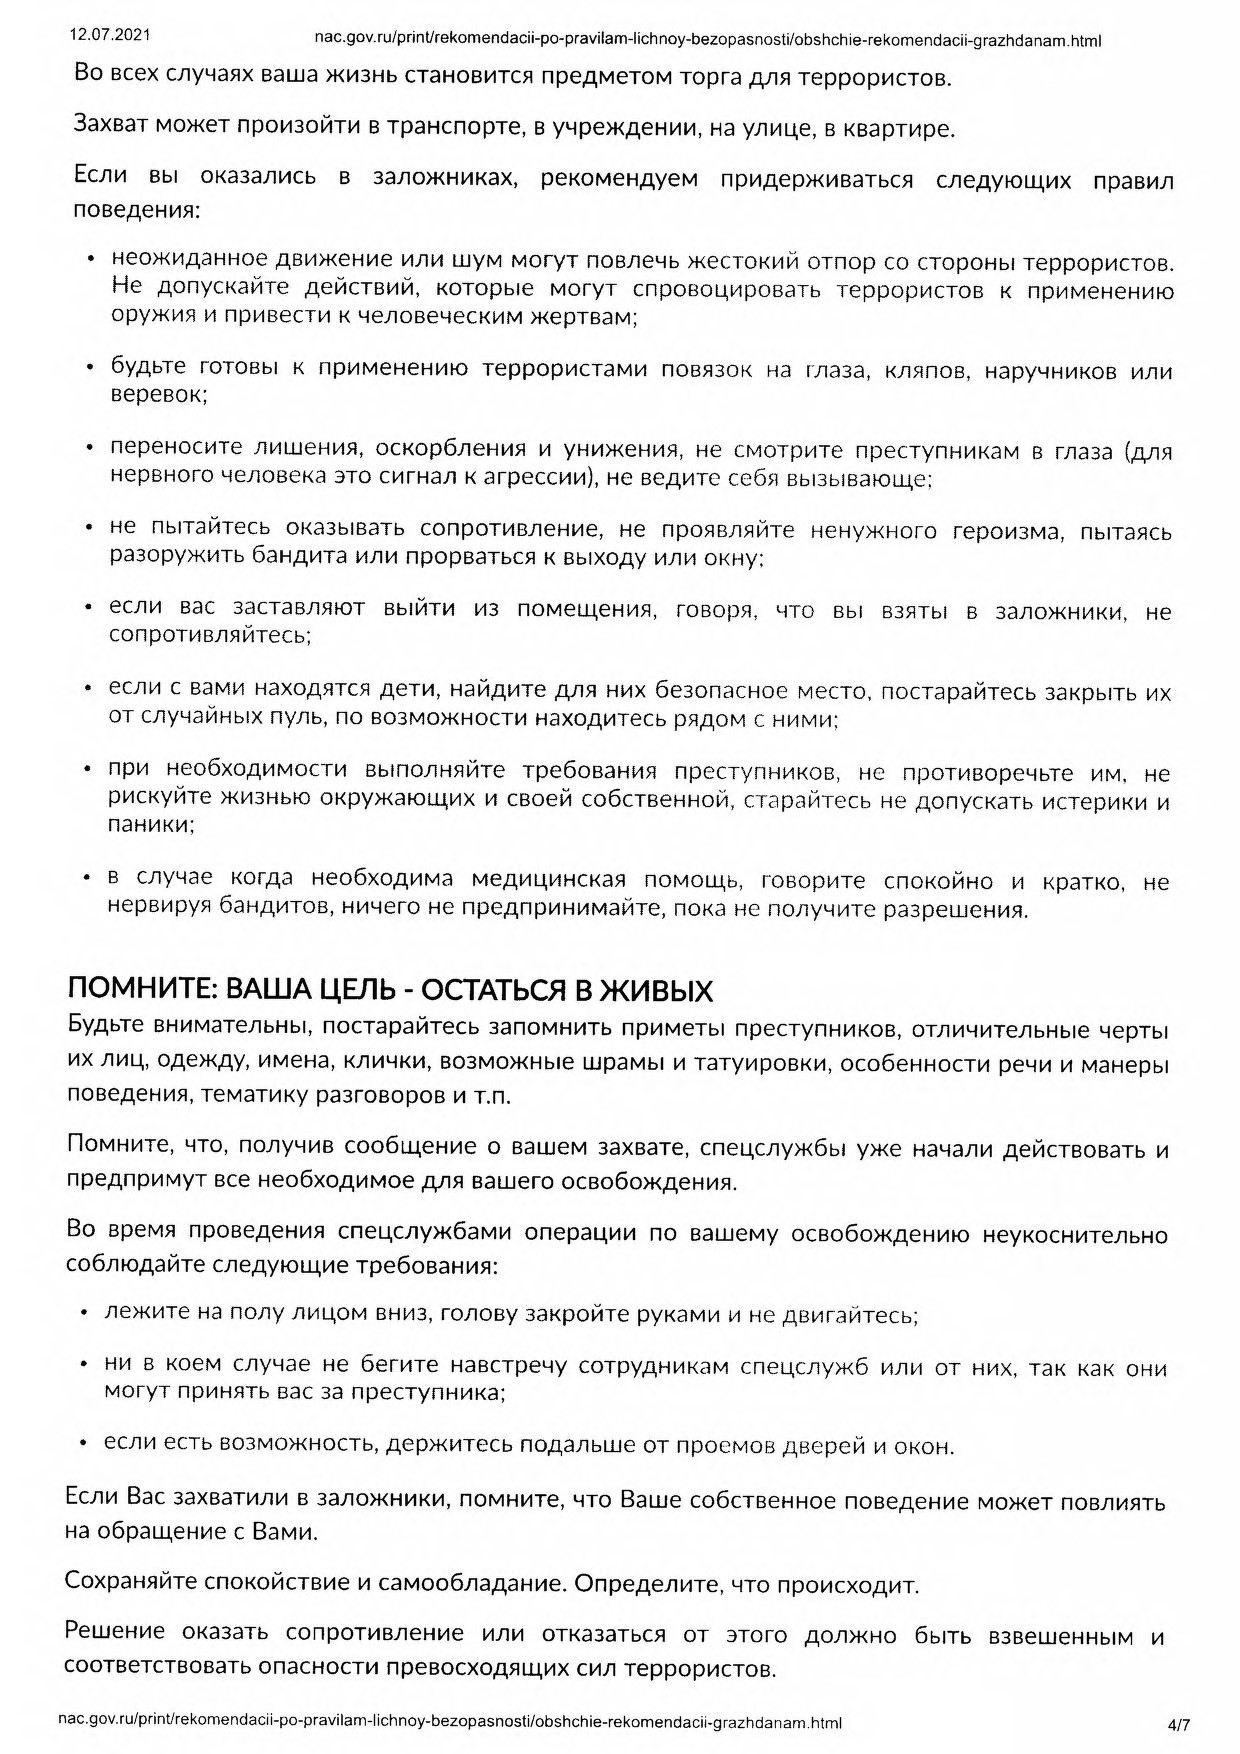 12.07.2021
nac.gov.ru/print/rekomendacii-po-pravilam-lichnoy-bezopasnosti/obshchie-rekomendacii-grazhdanam.html
Во всех случаях ваша жизнь становится предметом торга для террористов.
Захват может произойти в транспорте, в учреждении, на улице, в квартире.
Если вы оказались в заложниках, рекомендуем придерживаться следующих правил
поведения:
• неожиданное движение или шум могут повлечь жестокий отпор со стороны террористов.
Не допускайте действий, которые могут спровоцировать террористов к применению
оружия и привести к человеческим жертвам;
• будьте готовы к применению террористами повязок на глаза, кляпов, наручников или
веревок;
• переносите лишения, оскорбления и унижения, не смотрите преступникам в глаза (для
нервного человека это сигнал к агрессии), не ведите себя вызывающе;
• не пытайтесь оказывать сопротивление, не проявляйте ненужного героизма, пытаясь
разоружить бандита или прорваться к выходу или окну;
• если вас заставляют выйти из помещения, говоря, что вы взяты в заложники, не
сопротивляйтесь;
• если с вами находятся дети, найдите для них безопасное место, постарайтесь закрыть их
от случайных пуль, по возможности находитесь рядом с ними;
• при необходимости выполняйте требования преступников, не противоречьте им, не
рискуйте жизнью окружающих и своей собственной, старайтесь не допускать истерики и
паники;
• в случае когда необходима медицинская помощь, говорите спокойно и кратко, не
нервируя бандитов, ничего не предпринимайте, пока не получите разрешения.
ПОМНИТЕ: ВАША ЦЕЛЬ - ОСТАТЬСЯ В ЖИВЫХ
Будьте внимательны, постарайтесь запомнить приметы преступников, отличительные черты
их лиц, одежду, имена, клички, возможные шрамы и татуировки, особенности речи и манеры
поведения, тематику разговоров и т.п.
Помните, что, получив сообщение о вашем захвате, спецслужбы уже начали действовать и
предпримут все необходимое для вашего освобождения.
Во время проведения спецслужбами операции по вашему освобождению неукоснительно
соблюдайте следующие требования:
• лежите на полу лицом вниз, голову закройте руками и не двигайтесь;
• ни в коем случае не бегите навстречу сотрудникам спецслужб или от них, так как они
могут принять вас за преступника;
• если есть возможность, держитесь подальше от проемов дверей и окон.
Если Вас захватили в заложники, помните, что Ваше собственное поведение может повлиять
на обращение с Вами.
Сохраняйте спокойствие и самообладание. Определите, что происходит.
Решение оказать сопротивление или отказаться от этого должно быть взвешенным и
соответствовать опасности превосходящих сил террористов.
nac.gov.ru/print/rekomendacii-po-pravilam-lichnoy-bezopasnosti/obshchie-rekomendacii-grazhdanam.html
4/7